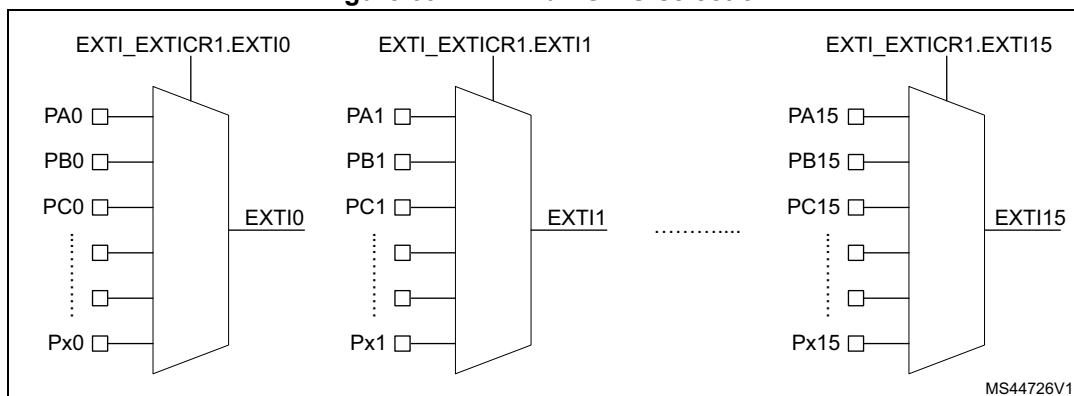 EXTI_EXTICR1.EXTI0 EXTI_EXTICR1.EXTI1 EXTI_EXTICR1.EXTI15
PA0 PA1 PA15
PB0 PB1 PB15
PC0 PC1 PC15
EXTI0 EXTI1 ........... EXTI15
Px0 Px1 Px15
MS44726V1